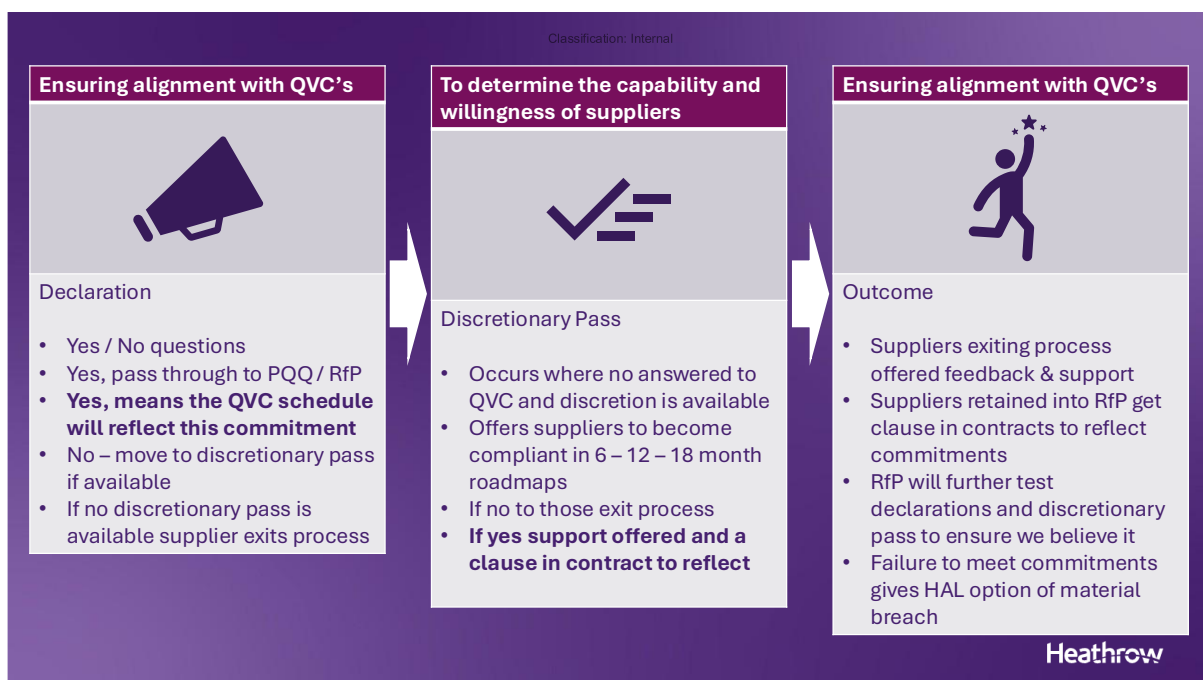 Classification: Internal
Ensuring alignment with QVC's
Declaration
• Yes / No questions
• Yes, pass through to PQQ / RfP
• Yes, means the QVC schedule
will reflect this commitment
• No – move to discretionary pass
if available
• If no discretionary pass is
available supplier exits process
To determine the capability and
willingness of suppliers
Discretionary Pass
• Occurs where no answered to
QVC and discretion is available
• Offers suppliers to become
compliant in 6 – 12 – 18 month
roadmaps
• If no to those exit process
• If yes support offered and a
clause in contract to reflect
Ensuring alignment with QVC's
Outcome
• Suppliers exiting process
offered feedback & support
• Suppliers retained into RfP get
clause in contracts to reflect
commitments
• RfP will further test
declarations and discretionary
pass to ensure we believe it
• Failure to meet commitments
gives HAL option of material
breach
Heathrow